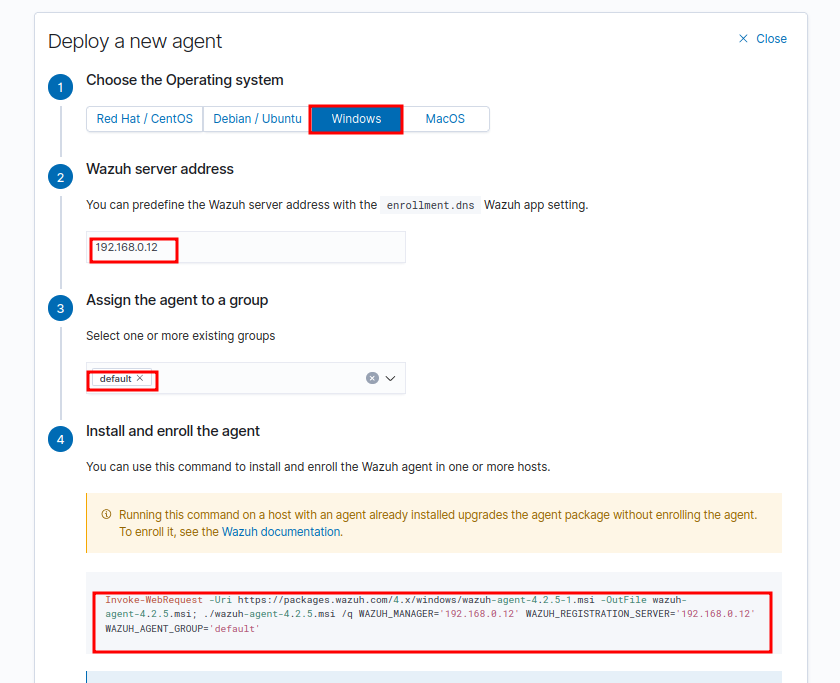 Deploy a new agent
× Close
1 Choose the Operating system
Red Hat / CentOS Debian / Ubuntu Windows MacOS
2 Wazuh server address
You can predefine the Wazuh server address with the enrollment.dns Wazuh app setting.
192.168.0.12
3 Assign the agent to a group
Select one or more existing groups
default ×
4 Install and enroll the agent
You can use this command to install and enroll the Wazuh agent in one or more hosts.
Running this command on a host with an agent already installed upgrades the agent package without enrolling the agent.
To enroll it, see the Wazuh documentation.
Invoke-WebRequest -Uri https://packages.wazuh.com/4.x/windows/wazuh-agent-4.2.5-1.msi -OutFile wazuh-
agent-4.2.5.msi; ./wazuh-agent-4.2.5.msi /q WAZUH_MANAGER='192.168.0.12' WAZUH_REGISTRATION_SERVER='192.168.0.12'
WAZUH_AGENT_GROUP='default'